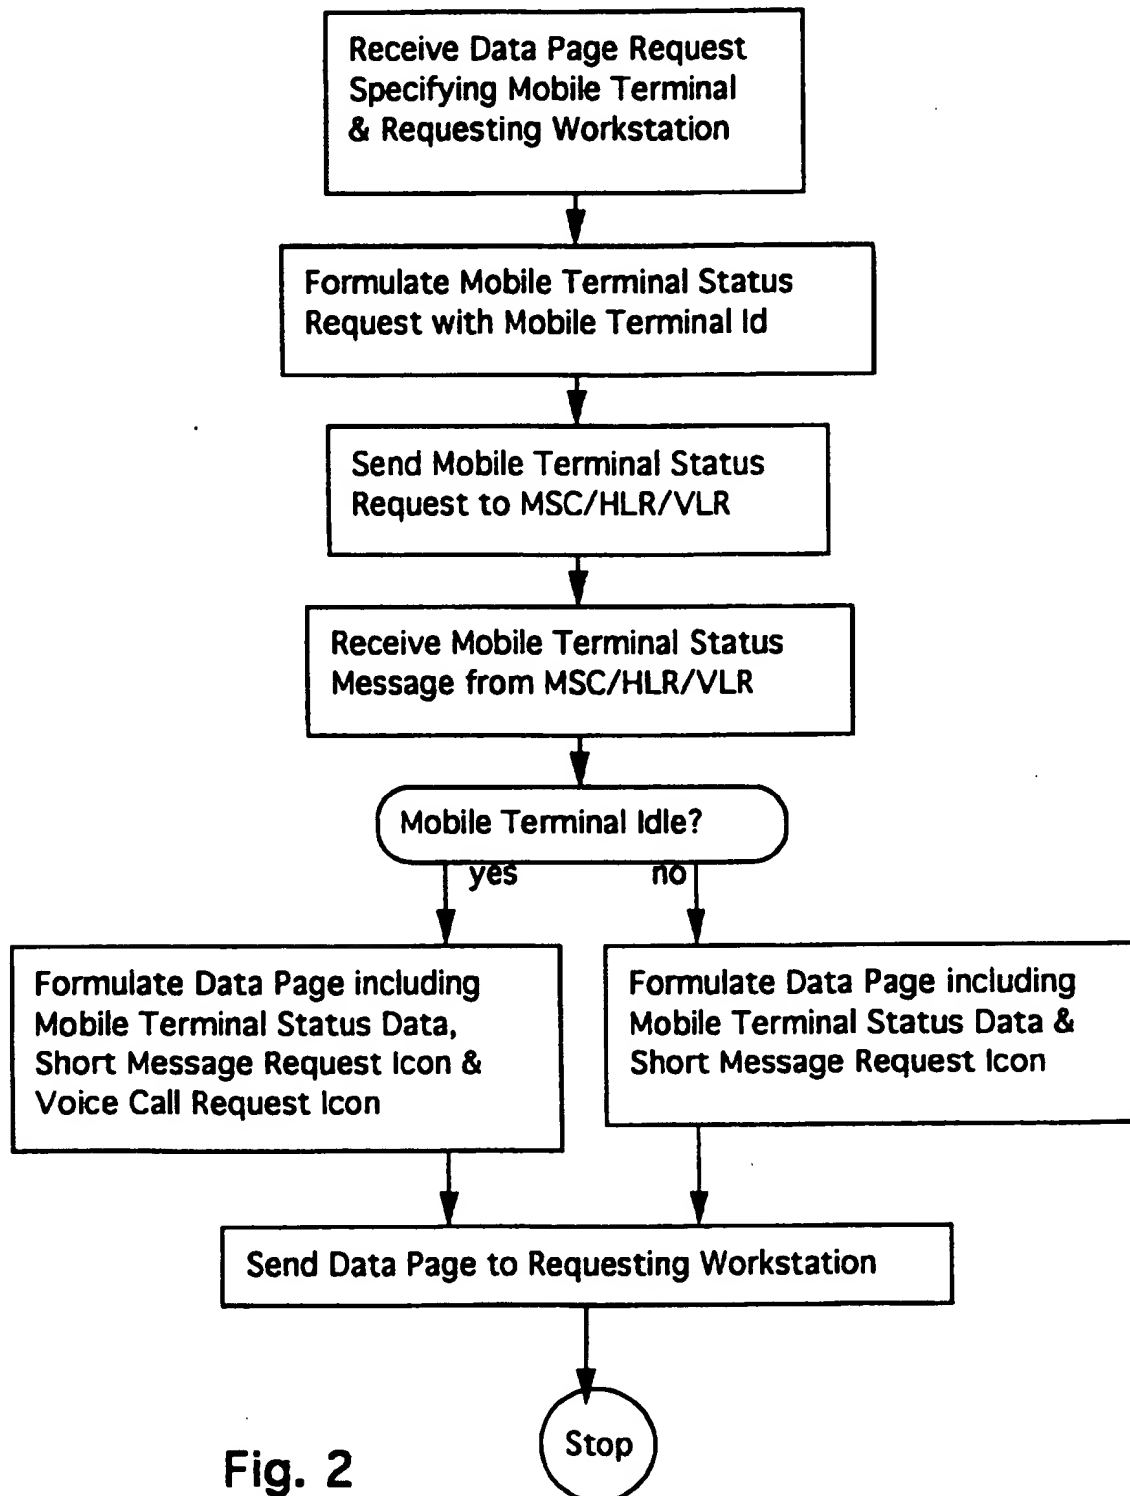 Receive Data Page Request
Specifying Mobile Terminal
& Requesting Workstation
Formulate Mobile Terminal Status
Request with Mobile Terminal Id
Send Mobile Terminal Status
Request to MSC/HLR/VLR
Receive Mobile Terminal Status
Message from MSC/HLR/VLR
Mobile Terminal Idle?
yes
no
Formulate Data Page including
Mobile Terminal Status Data,
Short Message Request Icon &
Voice Call Request Icon
Formulate Data Page including
Mobile Terminal Status Data &
Short Message Request Icon
Send Data Page to Requesting Workstation
Stop
Fig. 2